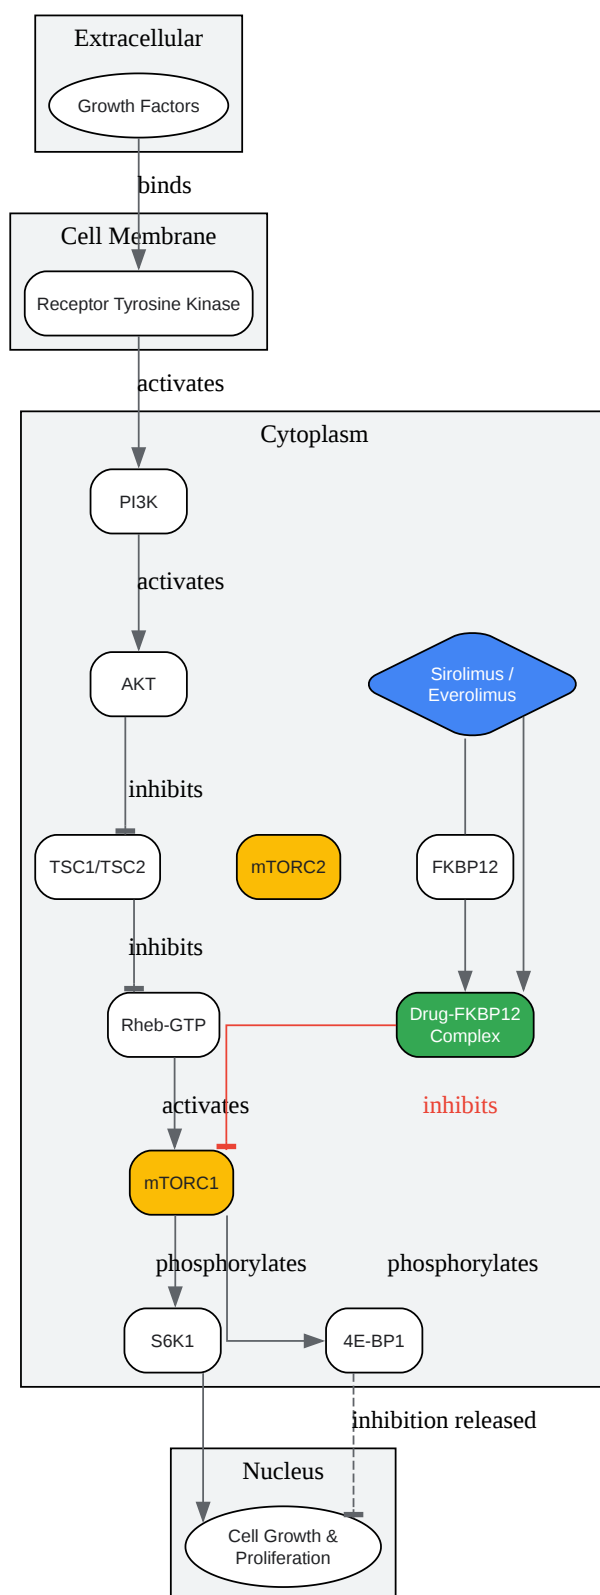 Extracellular
Growth Factors
binds
Cell Membrane
Receptor Tyrosine Kinase
activates
Cytoplasm
PI3K
activates
AKT
Sirolimus /
Everolimus
inhibits
TSC1/TSC2
mTORC2
FKBP12
inhibits
Rheb-GTP
Drug-FKBP12
Complex
activates
inhibits
mTORC1
phosphorylates
phosphorylates
S6K1
4E-BP1
inhibition released
Nucleus
Cell Growth &
Proliferation